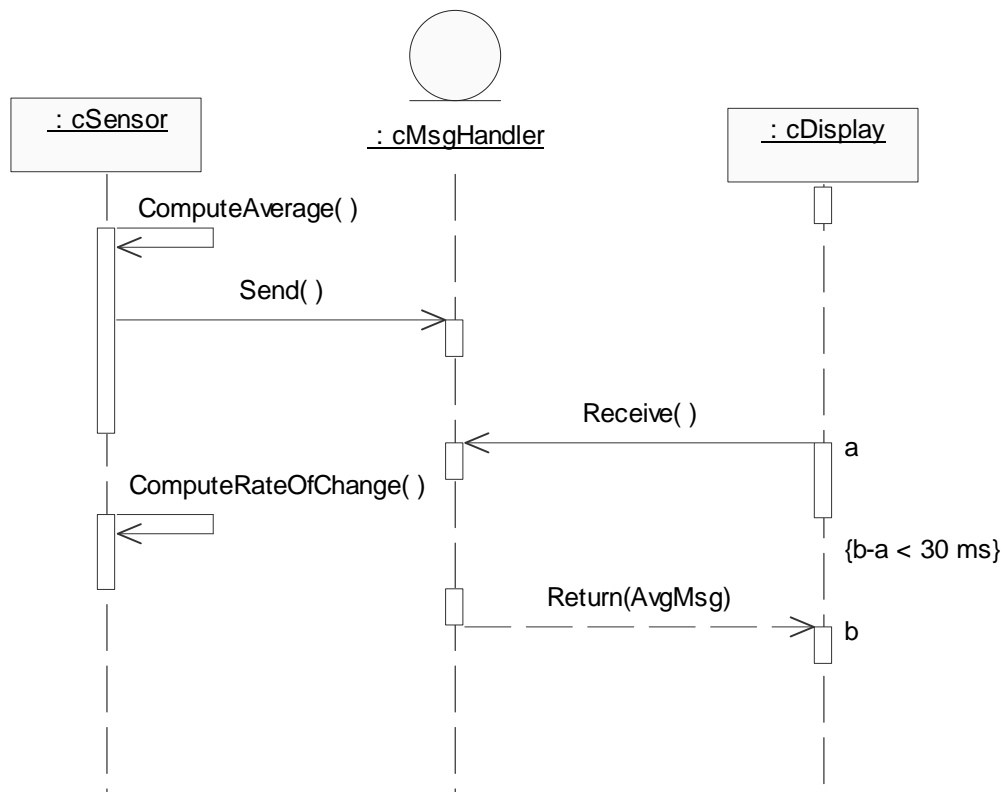 : cSensor
: cMsgHandler
: cDisplay
ComputeAverage( )
Send( )
Receive( )
a
ComputeRateOfChange( )
{b-a < 30 ms}
Return(AvgMsg)
b